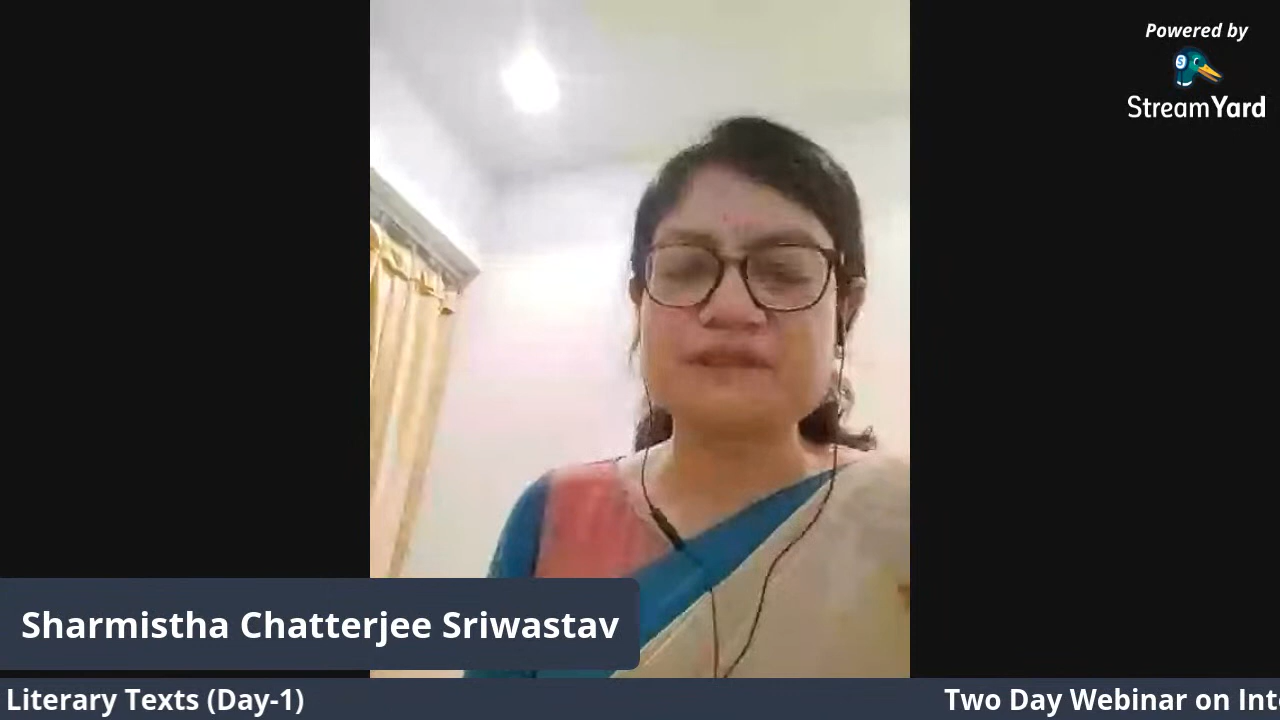 Powered by
StreamYard
Sharmistha Chatterjee Sriwastav
Literary Texts (Day-1)
Two Day Webinar on Int